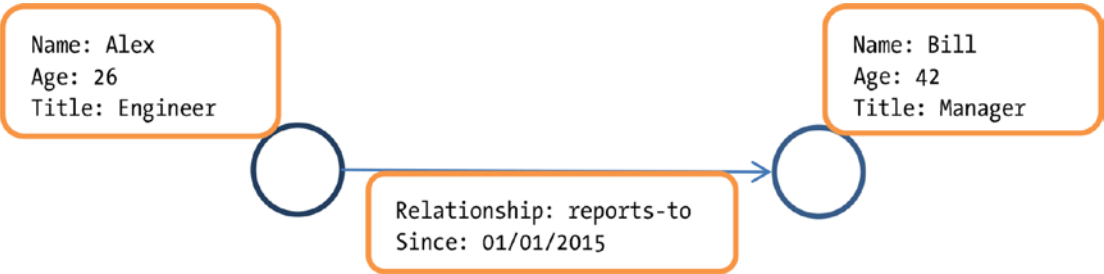 Name: Alex
Age: 26
Title: Engineer
Name: Bill
Age: 42
Title: Manager
Relationship: reports-to
Since: 01/01/2015